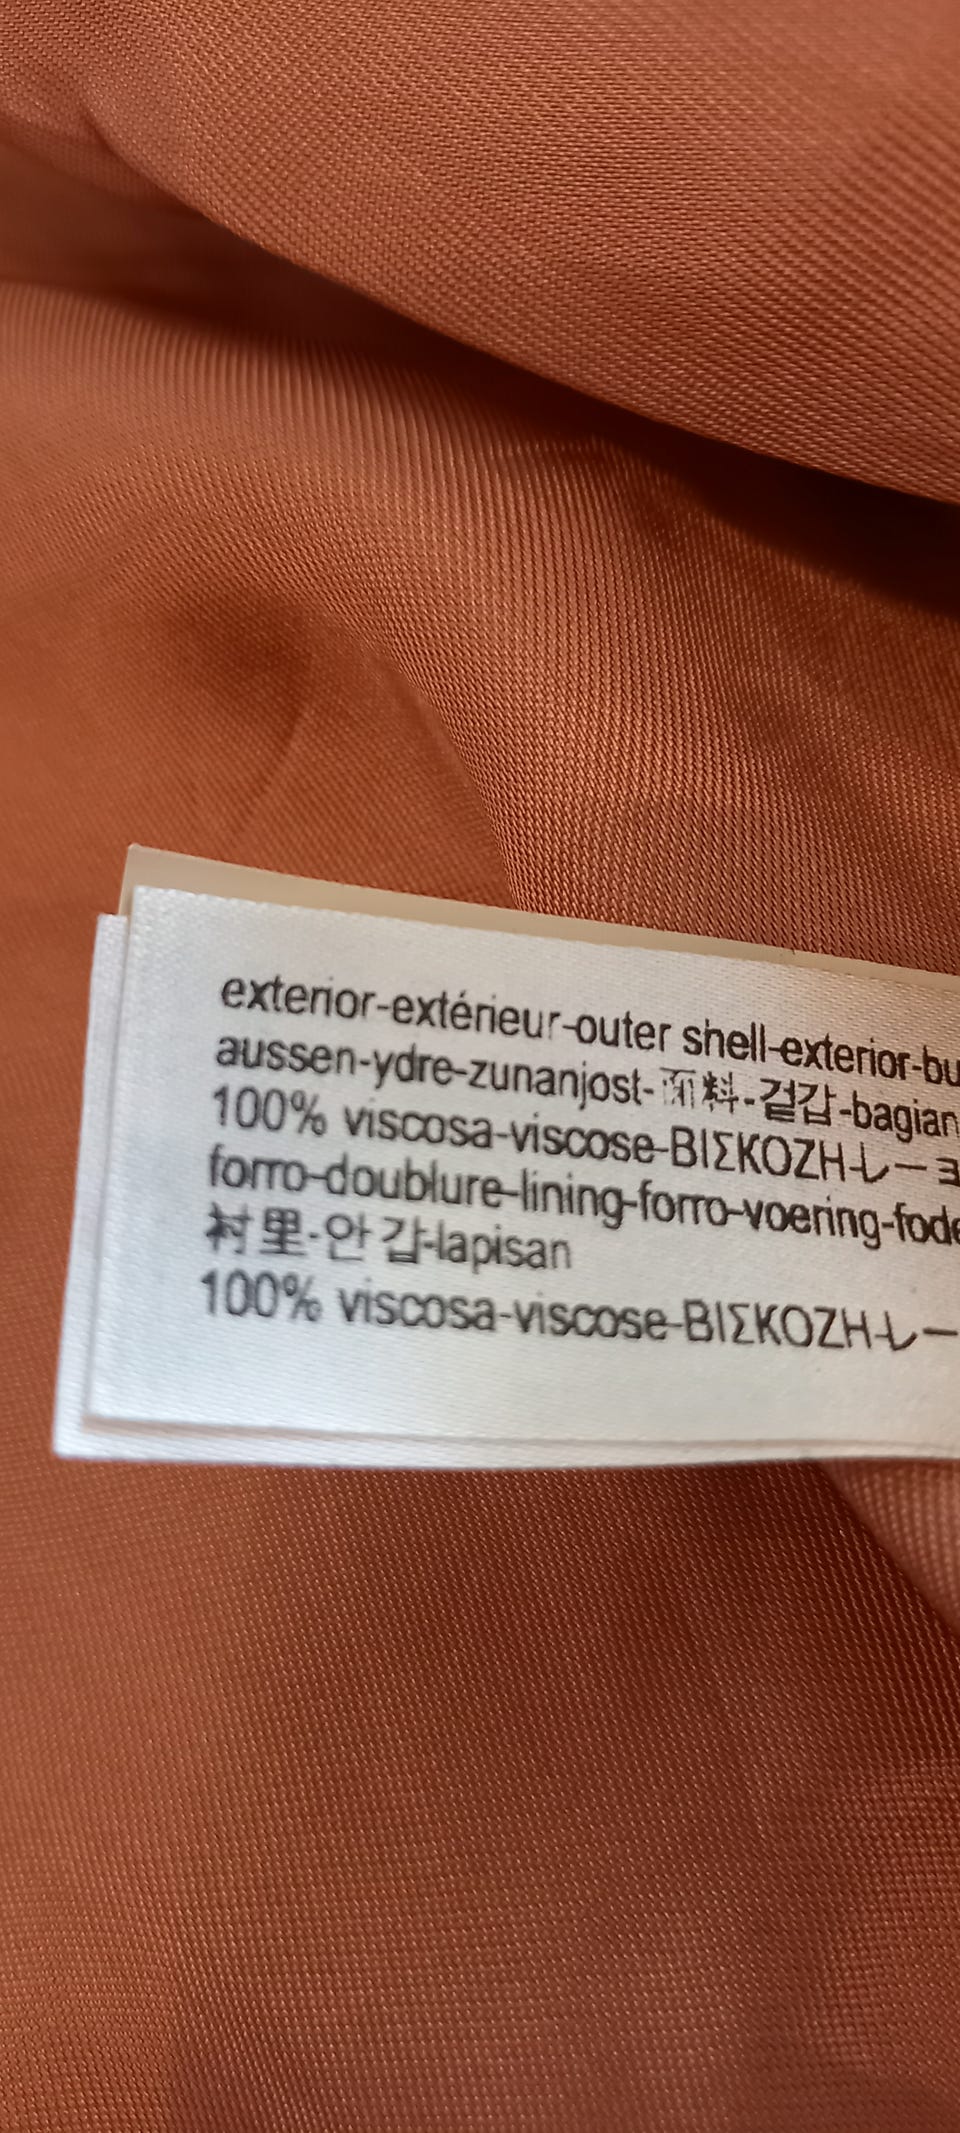 exterior-extérieur-outer shell-exterior-bu
aussen-ydre-zunanjost-面料-겉감-bagian
100% viscosa-viscose-ΒΙΣΚΟΖΗ-レーヨ
forro-doublure-lining-forro-voering-fode
衬里-안감-lapisan
100% viscosa-viscose-ΒΙΣΚΟΖΗ-レー